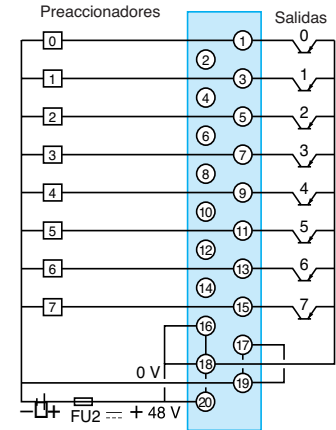 Preaccionadores
Salidas
0 1 0
2
1 3 1
4
2 5 2
6
3 7 3
8
4 9 4
10
5 11 5
12
6 13 6
14
7 15 7
16
17
18
0 V
19
20
− + FU2 + 48 V